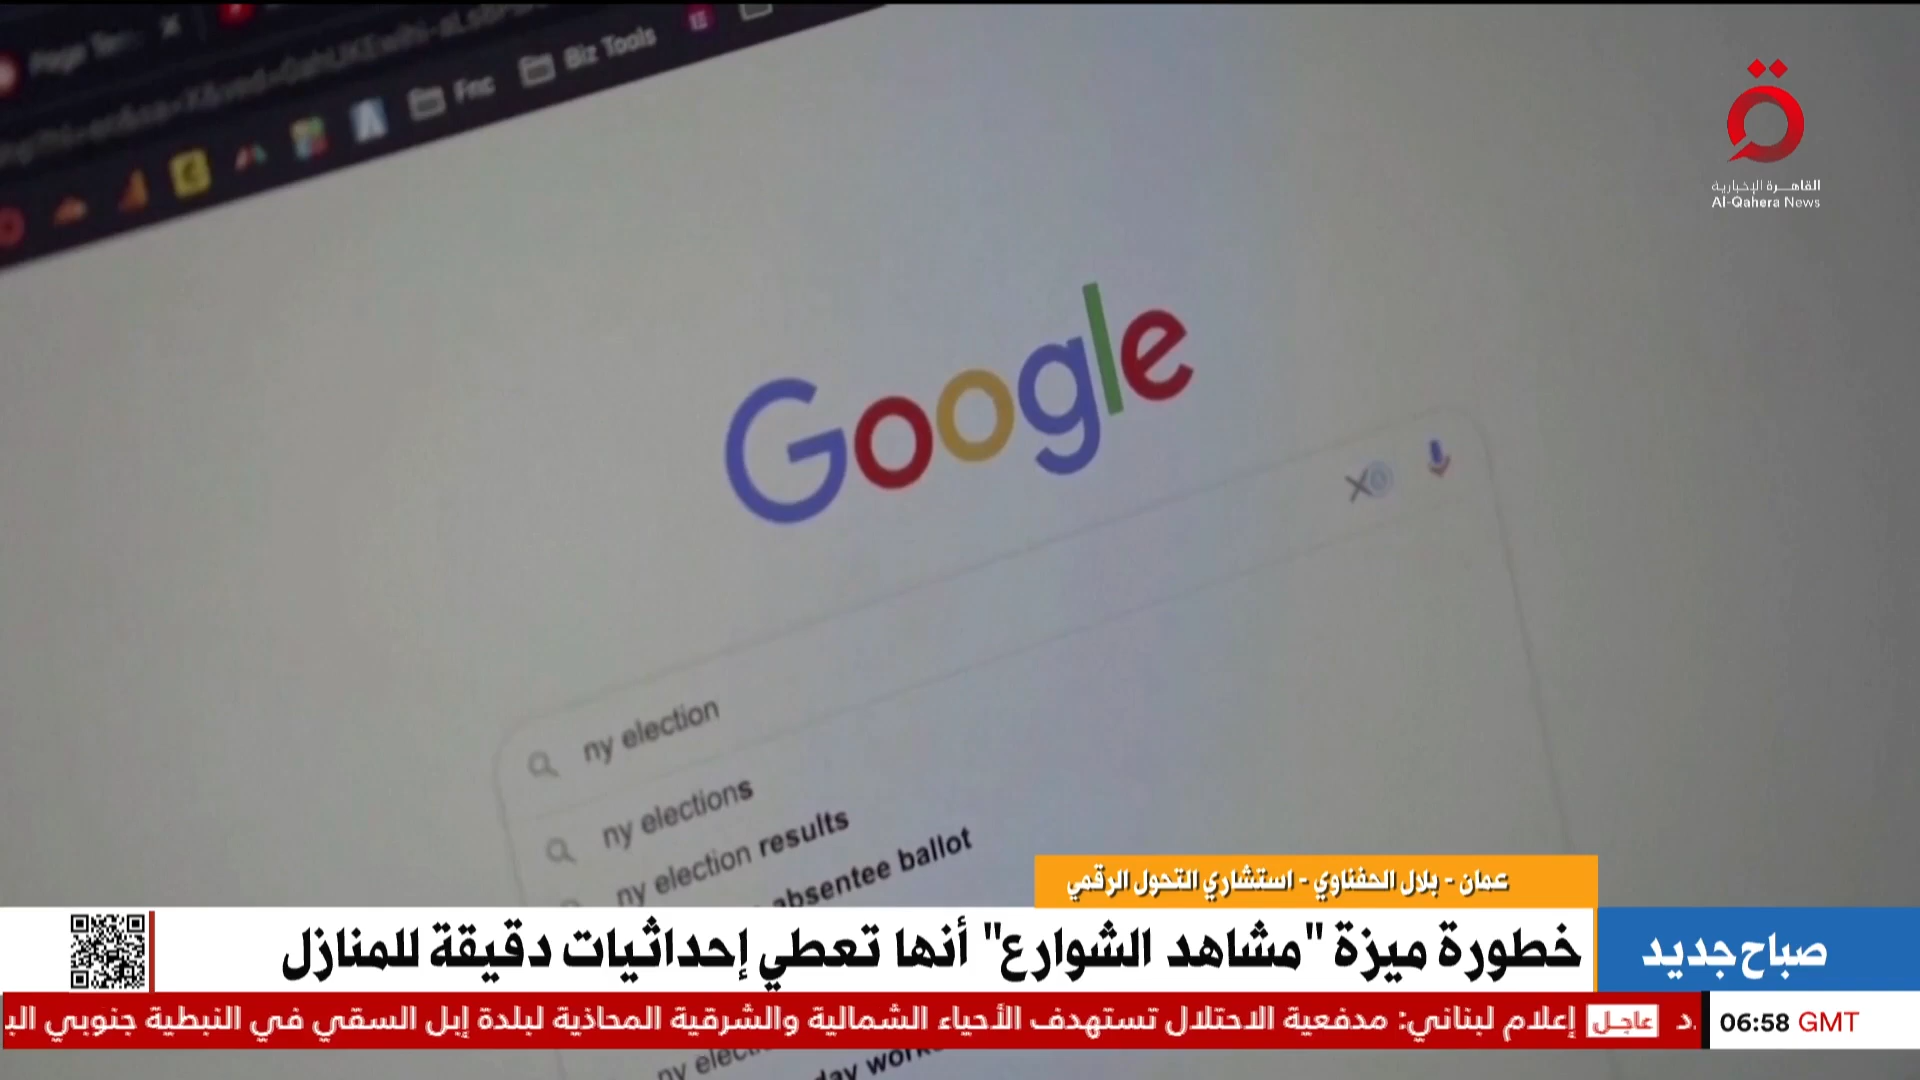 Fnc
Biz Tools
القاهرة الإخبارية
Al-Qahera News
Google
ny election
ny elections
ny election results
absentee ballot
عمان - بلال الحفناوي - استشاري التحول الرقمي
صباح جديد
خطورة ميزة "مشاهد الشوارع" أنها تعطي إحداثيات دقيقة للمنازل
عاجل إعلام لبناني: مدفعية الاحتلال تستهدف الأحياء الشمالية والشرقية المحاذية لبلدة إبل السقي في النبطية جنوبي
06:58 GMT